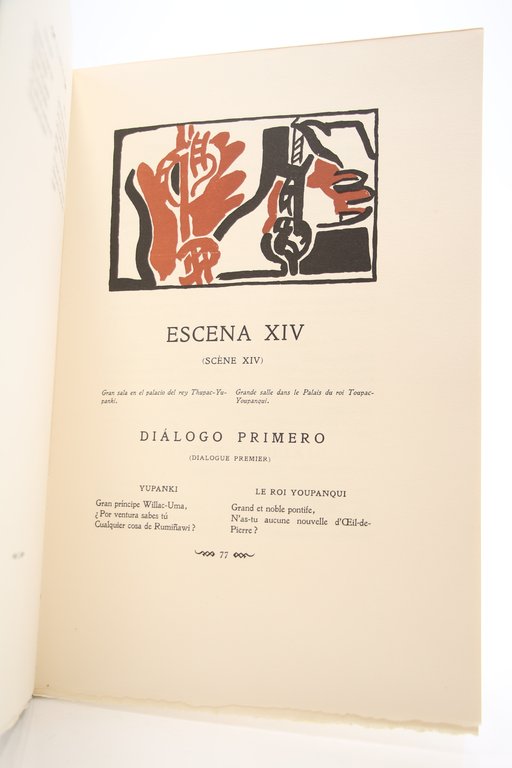 ESCENA XIV
(SCÈNE XIV)
Gran sala en el palacio del rey Thupac-Yu-
panki.
Grande salle dans le Palais du roi Toupac-
Youpanqui.
DIÁLOGO PRIMERO
(DIALOGUE PREMIER)
YUPANKI
Gran príncipe Willac-Uma,
¿Por ventura sabes tú
Cualquier cosa de Rumiñawi?
LE ROI YOUPANQUI
Grand et noble pontife,
N'as-tu aucune nouvelle d'Œil-de-
Pierre?
77